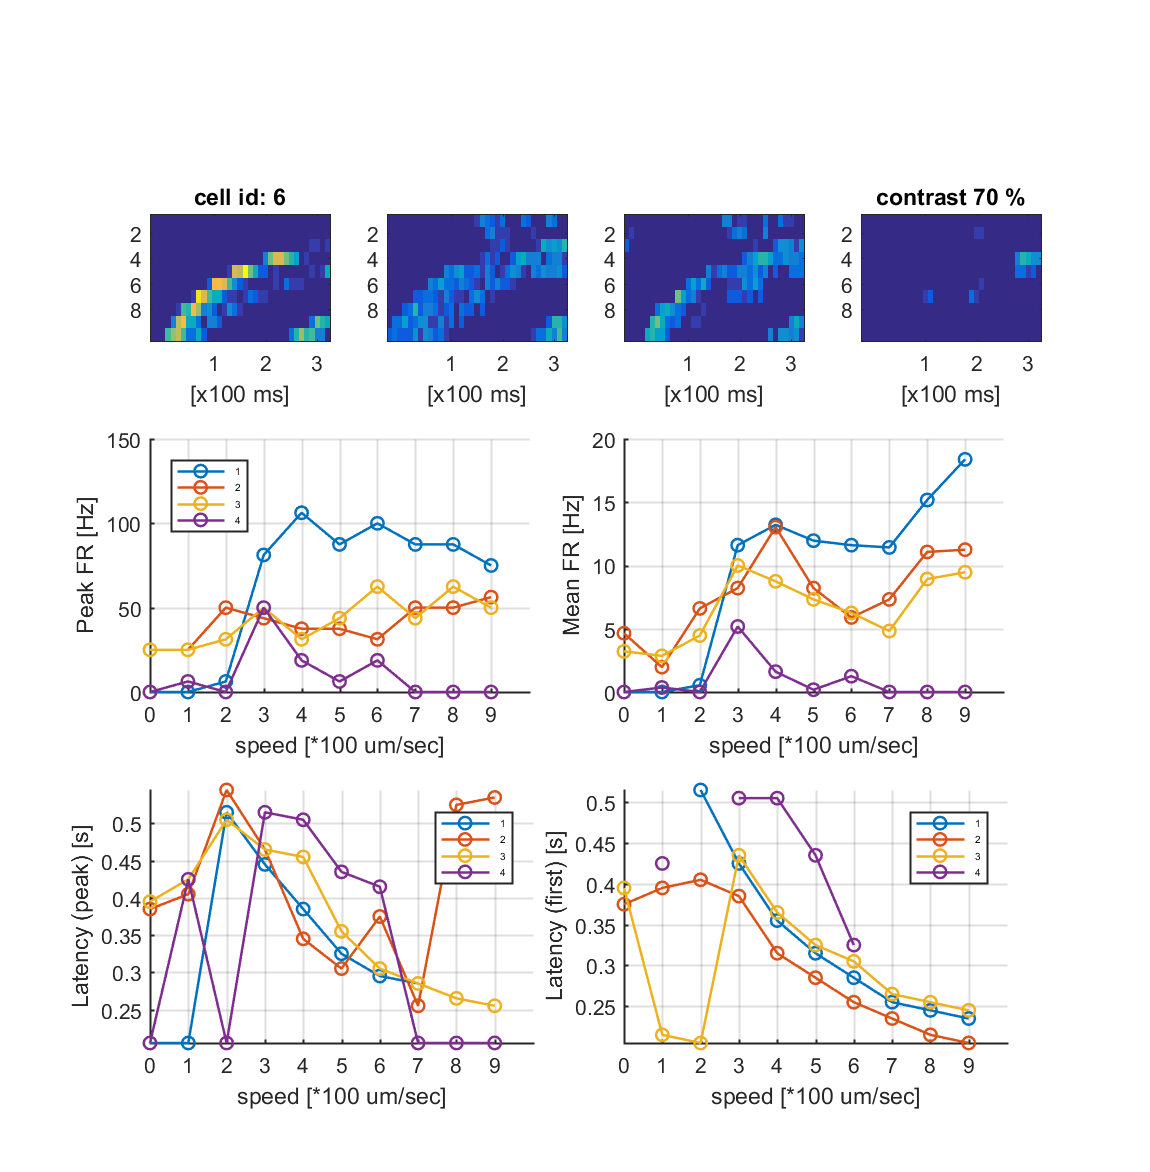 cell id: 6
contrast 70 %
2
4
6
8
2
4
6
8
2
4
6
8
2
4
6
8
1 2 3
1 2 3
1 2 3
1 2 3
[x100 ms]
[x100 ms]
[x100 ms]
[x100 ms]
Peak FR [Hz]
150
100
50
0
1
2
3
4
0 1 2 3 4 5 6 7 8 9
speed [*100 um/sec]
Mean FR [Hz]
20
15
10
5
0
0 1 2 3 4 5 6 7 8 9
speed [*100 um/sec]
Latency (peak) [s]
0.5
0.45
0.4
0.35
0.3
0.25
1
2
3
4
0 1 2 3 4 5 6 7 8 9
speed [*100 um/sec]
Latency (first) [s]
0.5
0.45
0.4
0.35
0.3
0.25
1
2
3
4
0 1 2 3 4 5 6 7 8 9
speed [*100 um/sec]